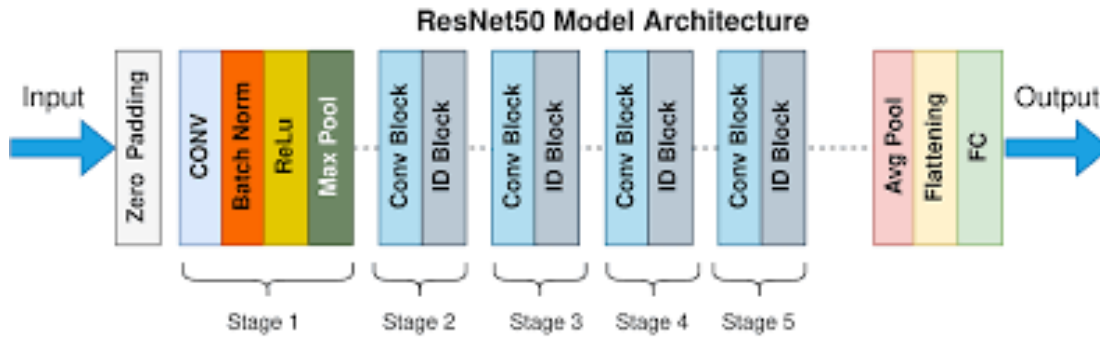 ResNet50 Model Architecture
Input
Zero Padding
CONV
Batch Norm
ReLu
Max Pool
Conv Block
ID Block
Conv Block
ID Block
Conv Block
ID Block
Conv Block
ID Block
Avg Pool
Flattening
FC
Output
Stage 1
Stage 2
Stage 3
Stage 4
Stage 5